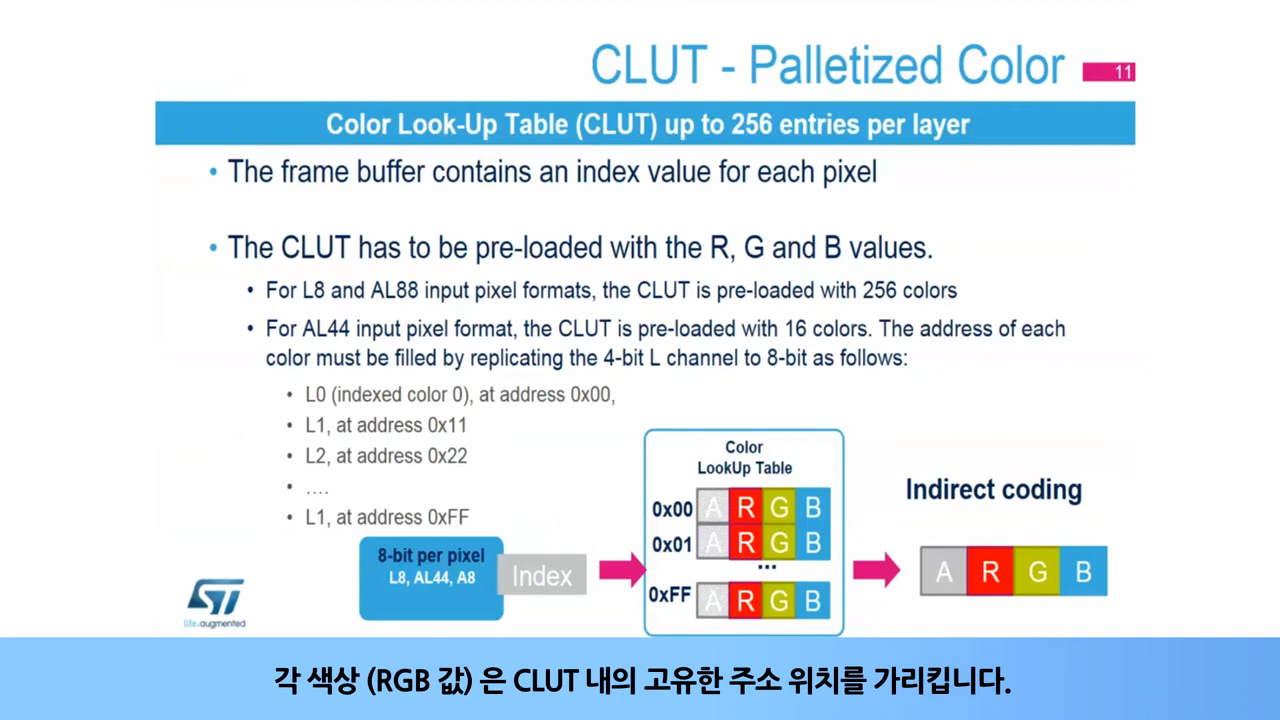 CLUT - Palletized Color
11
Color Look-Up Table (CLUT) up to 256 entries per layer
• The frame buffer contains an index value for each pixel
• The CLUT has to be pre-loaded with the R, G and B values.
• For L8 and AL88 input pixel formats, the CLUT is pre-loaded with 256 colors
• For AL44 input pixel format, the CLUT is pre-loaded with 16 colors. The address of each
color must be filled by replicating the 4-bit L channel to 8-bit as follows:
• L0 (indexed color 0), at address 0x00,
• L1, at address 0x11
• L2, at address 0x22
• ....
• L1, at address 0xFF
8-bit per pixel
L8, AL44, A8
Index
Color
LookUp Table
0x00 A R G B
0x01 A R G B
...
0xFF A R G B
Indirect coding
A R G B
ST
life.augmented
각 색상 (RGB 값) 은 CLUT 내의 고유한 주소 위치를 가리킵니다.